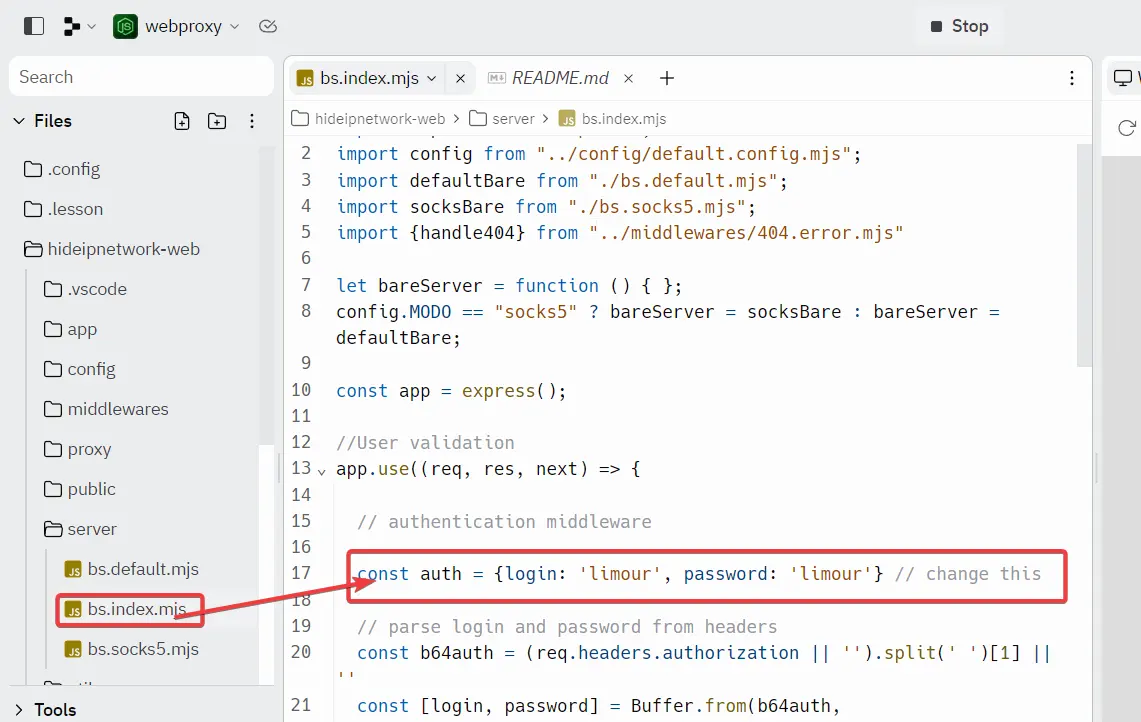 webproxy
Stop
Search
bs.index.mjs
README.md
Files
hideipnetwork-web > server > bs.index.mjs
.config
.lesson
hideipnetwork-web
.vscode
app
config
middlewares
proxy
public
server
bs.default.mjs
bs.index.mjs
bs.socks5.mjs
Tools
2 import config from "../config/default.config.mjs";
3 import defaultBare from "./bs.default.mjs";
4 import socksBare from "./bs.socks5.mjs";
5 import {handle404} from "../middlewares/404.error.mjs"
6
7 let bareServer = function () { };
8 config.MODO == "socks5" ? bareServer = socksBare : bareServer =
defaultBare;
9
10 const app = express();
11
12 //User validation
13 app.use((req, res, next) => {
14
15 // authentication middleware
16
17 const auth = {login: 'limour', password: 'limour'} // change this
18
19 // parse login and password from headers
20 const b64auth = (req.headers.authorization || '').split(' ')[1] ||
''
21 const [login, password] = Buffer.from(b64auth,